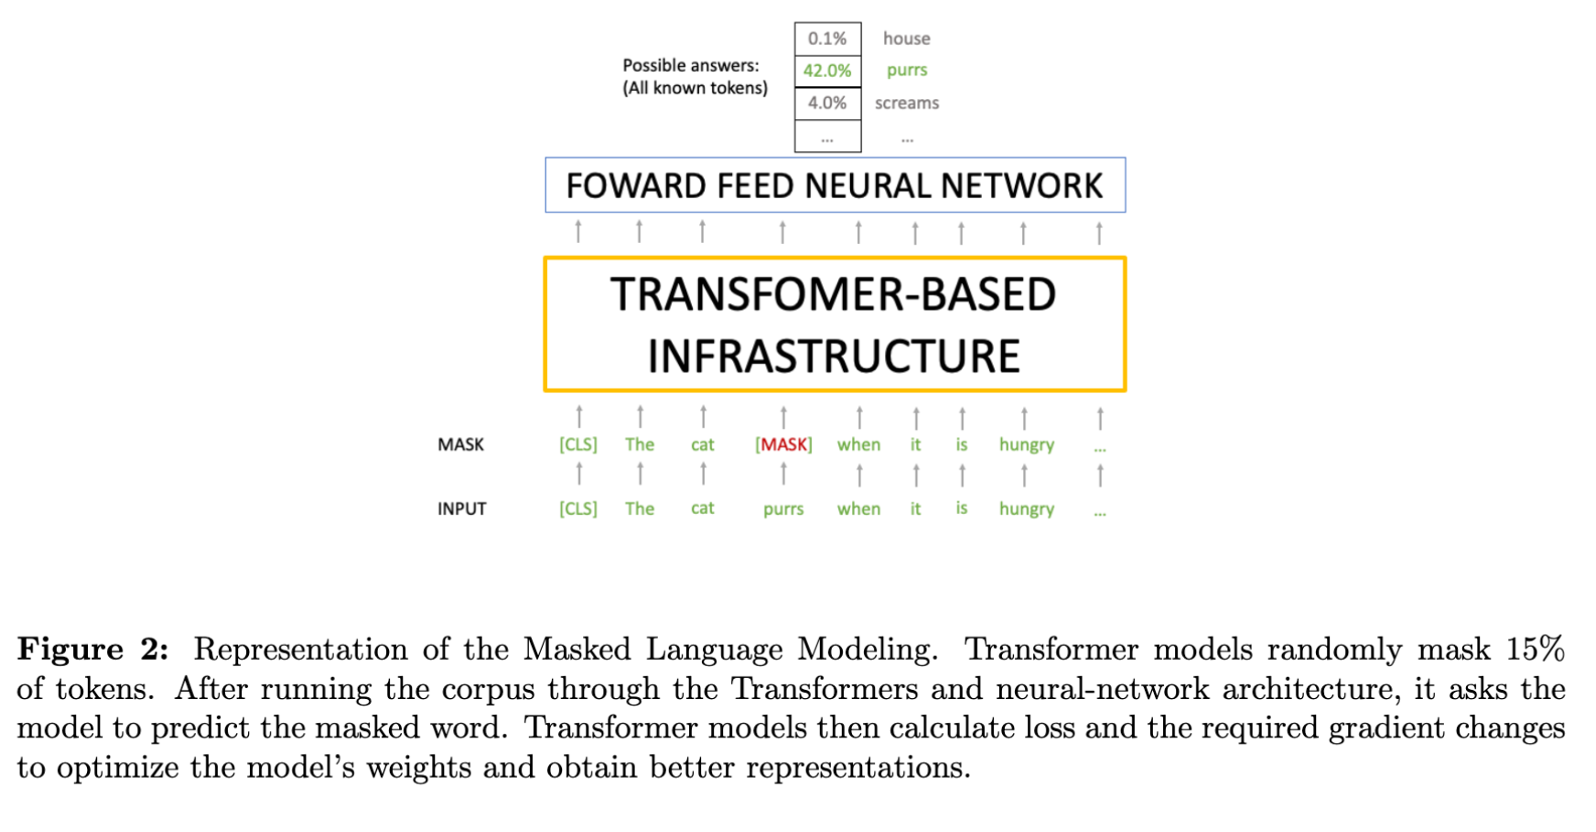 0.1% house
Possible answers:
(All known tokens)
42.0% purrs
4.0% screams
... ...
FOWARD FEED NEURAL NETWORK
TRANSFOMER-BASED
INFRASTRUCTURE
MASK [CLS] The cat [MASK] when it is hungry ...
INPUT [CLS] The cat purrs when it is hungry ...
Figure 2: Representation of the Masked Language Modeling. Transformer models randomly mask 15%
of tokens. After running the corpus through the Transformers and neural-network architecture, it asks the
model to predict the masked word. Transformer models then calculate loss and the required gradient changes
to optimize the model's weights and obtain better representations.